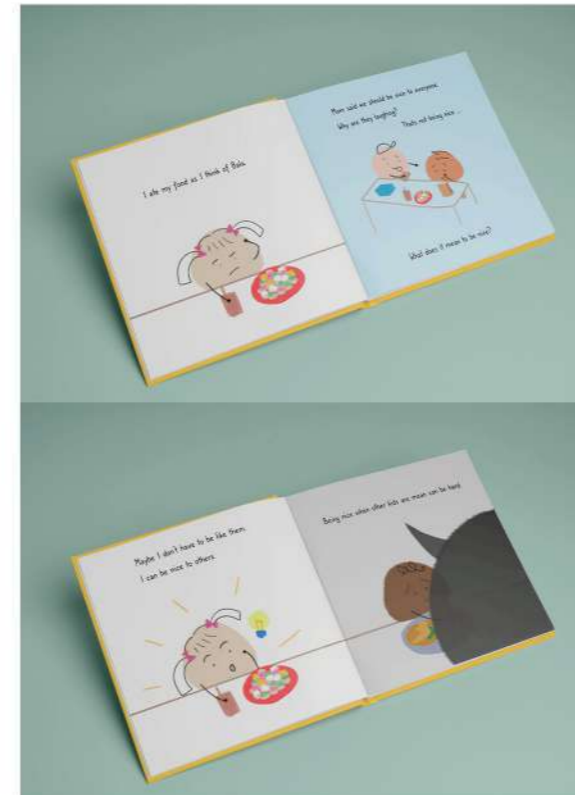 I ate my food as I think of Bala.
Mom said we should be nice to everyone.
Why are they laughing?
Thats not being nice...
What does it mean to be nice?
Maybe I don't have to be like them.
I can be nice to others.
Being nice when other kids are mean can be hard.